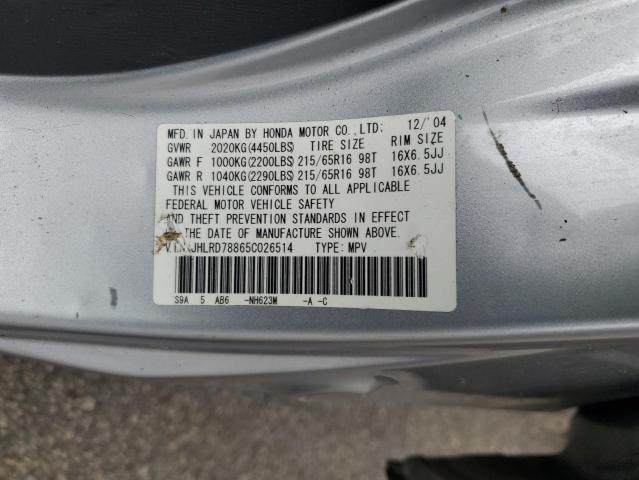 MFD. IN JAPAN BY HONDA MOTOR CO., LTD: 12/'04
GVWR 2020KG(4450LBS) TIRE SIZE RIM SIZE
GAWR F 1000KG(2200LBS) 215/65R16 98T 16X6.5JJ
GAWR R 1040KG(2290LBS) 215/65R16 98T 16X6.5JJ
THIS VEHICLE CONFORMS TO ALL APPLICABLE
FEDERAL MOTOR VEHICLE SAFETY
AND THEFT PREVENTION STANDARDS IN EFFECT
THE DATE OF MANUFACTURE SHOWN ABOVE.
JHLRD78865C026514 TYPE: MPV
S9A 5 AB6 -NH623M -A -C